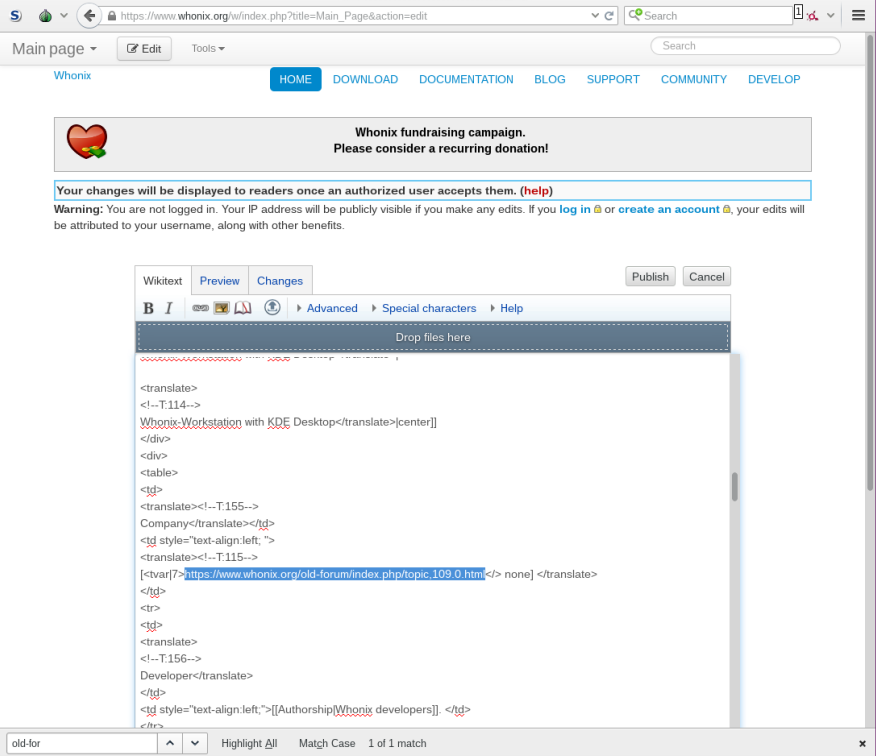 https://www.whonix.org/w/index.php?title=Main_Page&action=edit
Search
1
Main page
Edit
Tools
Search
Whonix
HOME DOWNLOAD DOCUMENTATION BLOG SUPPORT COMMUNITY DEVELOP
Whonix fundraising campaign.
Please consider a recurring donation!
Your changes will be displayed to readers once an authorized user accepts them. (help)
Warning: You are not logged in. Your IP address will be publicly visible if you make any edits. If you log in or create an account, your edits will
be attributed to your username, along with other benefits.
Wikitext Preview Changes Publish Cancel
B I Advanced Special characters Help
Drop files here
<translate>
<!--T:114-->
Whonix-Workstation with KDE Desktop</translate>|center]]
</div>
<div>
<table>
<td>
<translate><!--T:155-->
Company</translate></td>
<td style="text-align:left; ">
<translate><!--T:115-->
[<tvar|7>https://www.whonix.org/old-forum/index.php/topic,109.0.html</> none] </translate>
</td>
<tr>
<td>
<translate>
<!--T:156-->
Developer</translate>
</td>
<td style="text-align:left;">[[Authorship|Whonix developers]]. </td>
</tr>
old-for Highlight All Match Case 1 of 1 match